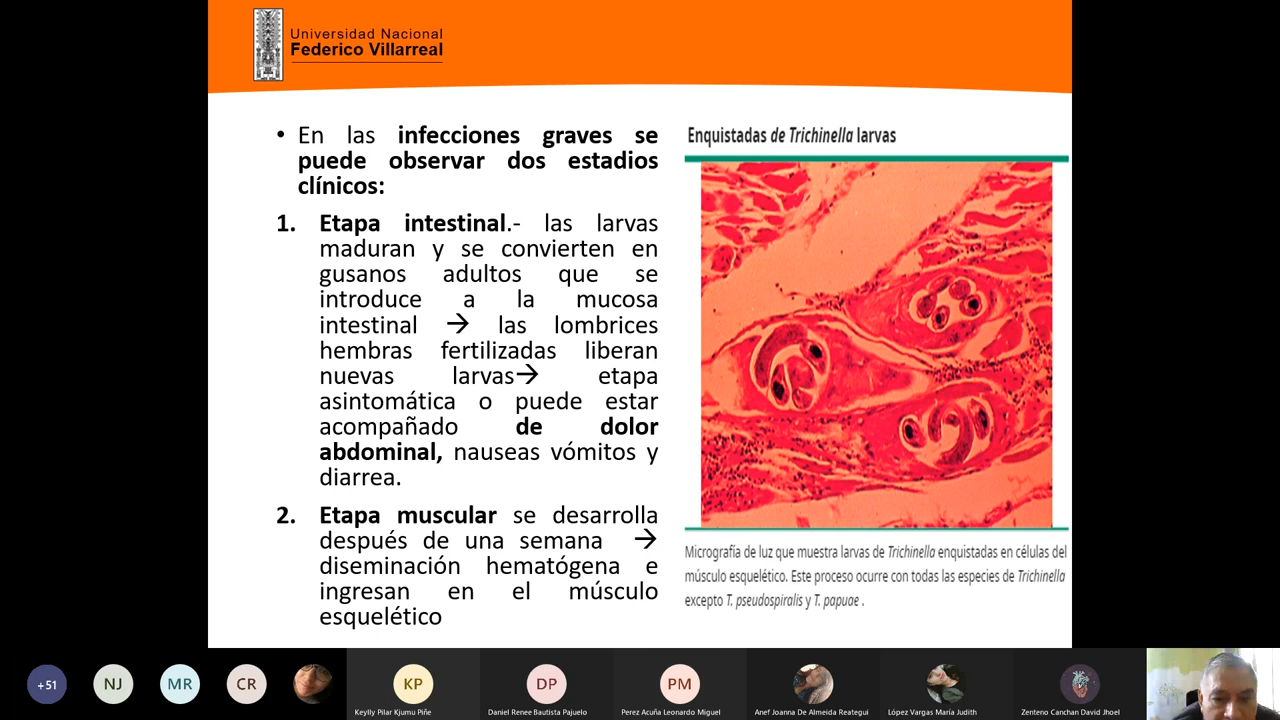 Universidad Nacional
Federico Villarreal
• En las infecciones graves se
puede observar dos estadios
clínicos:
1. Etapa intestinal.- las larvas
maduran y se convierten en
gusanos adultos que se
introduce a la mucosa
intestinal → las lombrices
hembras fertilizadas liberan
nuevas larvas→ etapa
asintomática o puede estar
acompañado de dolor
abdominal, nauseas vómitos y
diarrea.
2. Etapa muscular se desarrolla
después de una semana →
diseminación hematógena e
ingresan en el músculo
esquelético
Enquistadas de Trichinella larvas
Micrografía de luz que muestra larvas de Trichinella enquistadas en células del
músculo esquelético. Este proceso ocurre con todas las especies de Trichinella
excepto T. pseudospiralis y T. papuae .
+51
NJ
MR
CR
KP
Keylly Pilar Kjumu Piñe
DP
Daniel Renee Bautista Pajuelo
PM
Perez Acuña Leonardo Miguel
Anef Joanna De Almeida Reategui
López Vargas María Judith
Zenteno Canchan David Jhoel